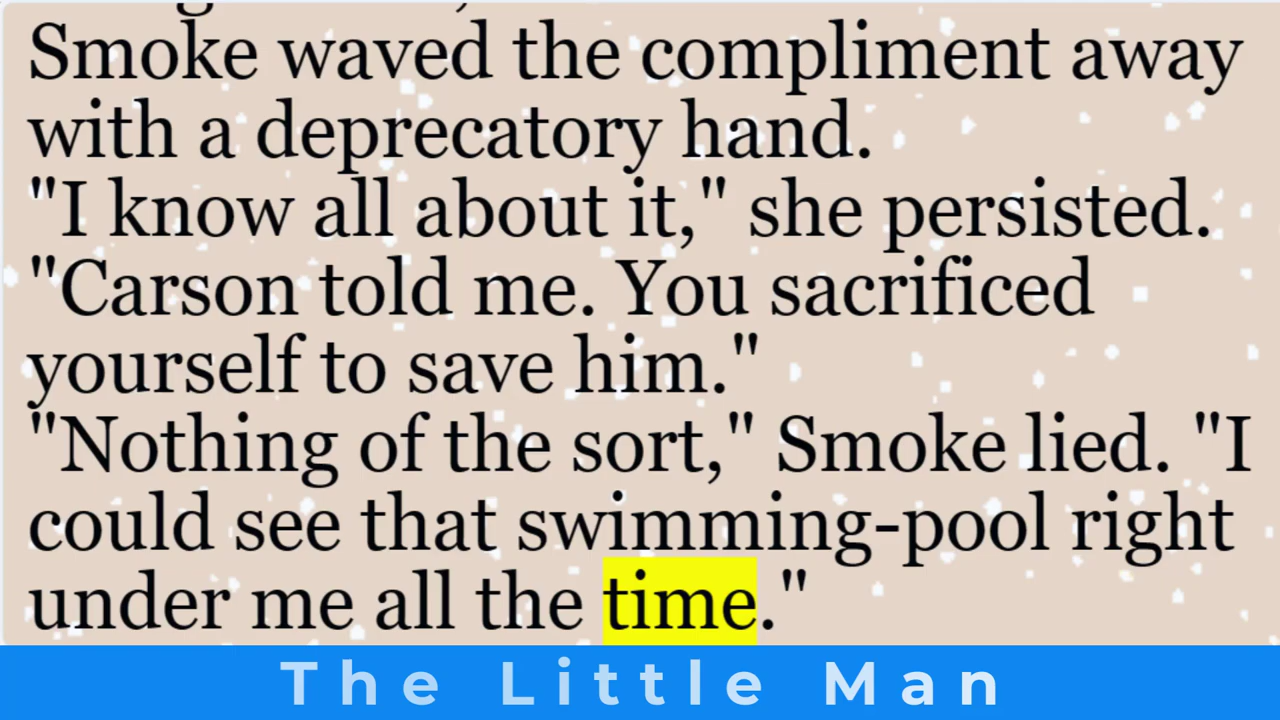 Smoke waved the compliment away
with a deprecatory hand.
"I know all about it," she persisted.
"Carson told me. You sacrificed
yourself to save him."
"Nothing of the sort," Smoke lied. "I
could see that swimming-pool right
under me all the time."
The Little Man